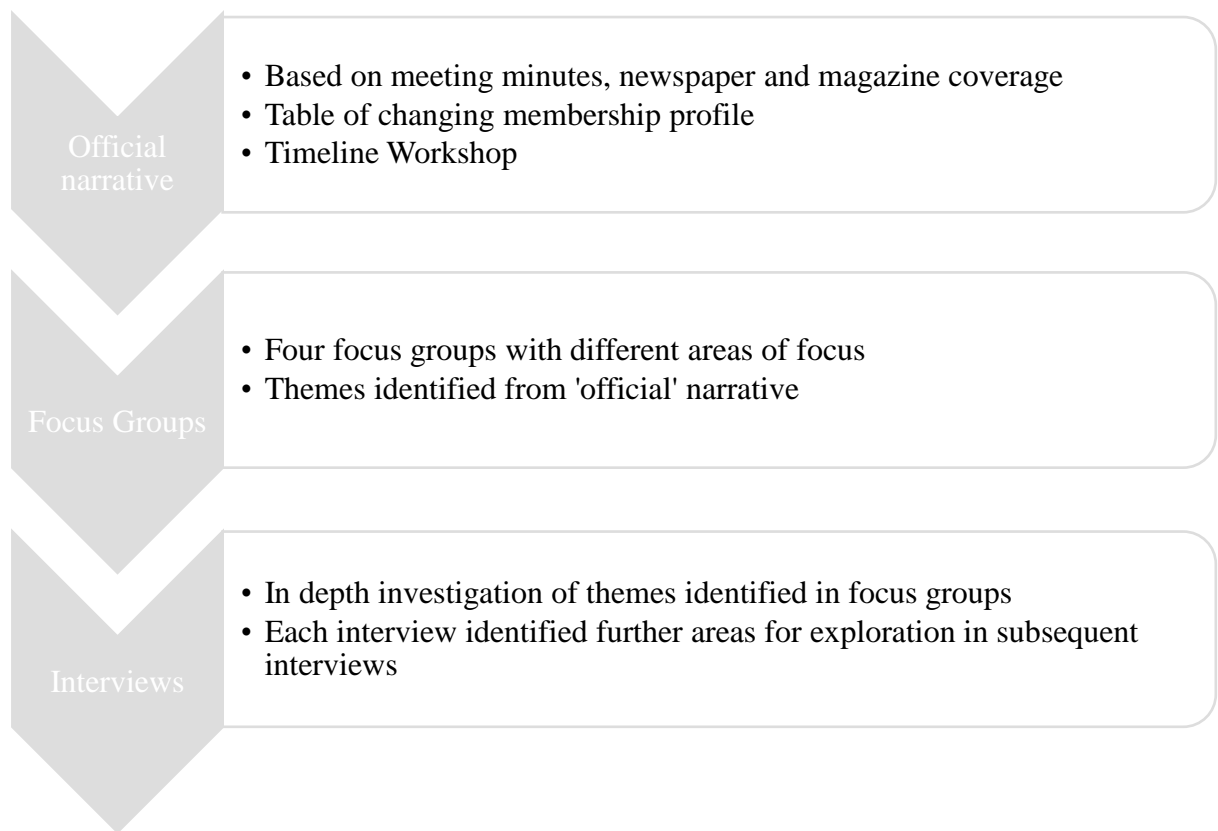 Official
narrative
• Based on meeting minutes, newspaper and magazine coverage
• Table of changing membership profile
• Timeline Workshop
Focus Groups
• Four focus groups with different areas of focus
• Themes identified from 'official' narrative
Interviews
• In depth investigation of themes identified in focus groups
• Each interview identified further areas for exploration in subsequent
interviews